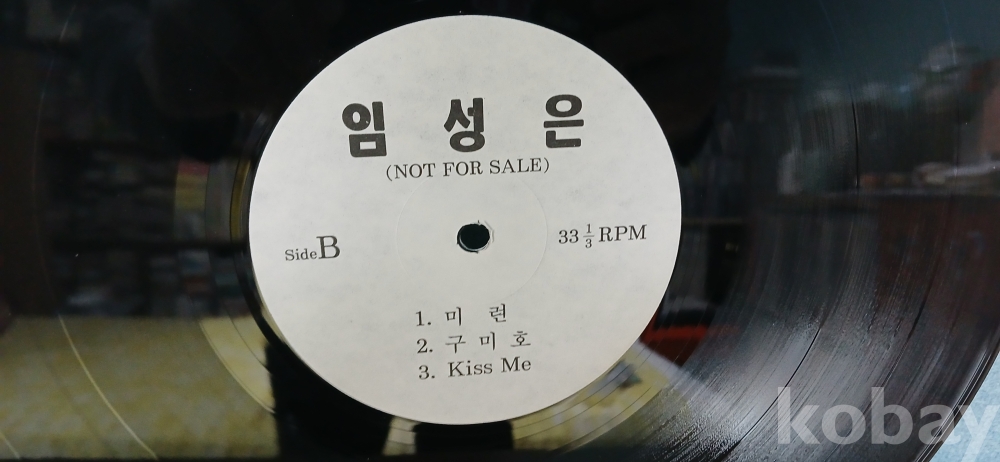 임 성 은
(NOT FOR SALE)
Side B
33 1/3 RPM
1. 미 련
2. 구 미 호
3. Kiss Me
kobay